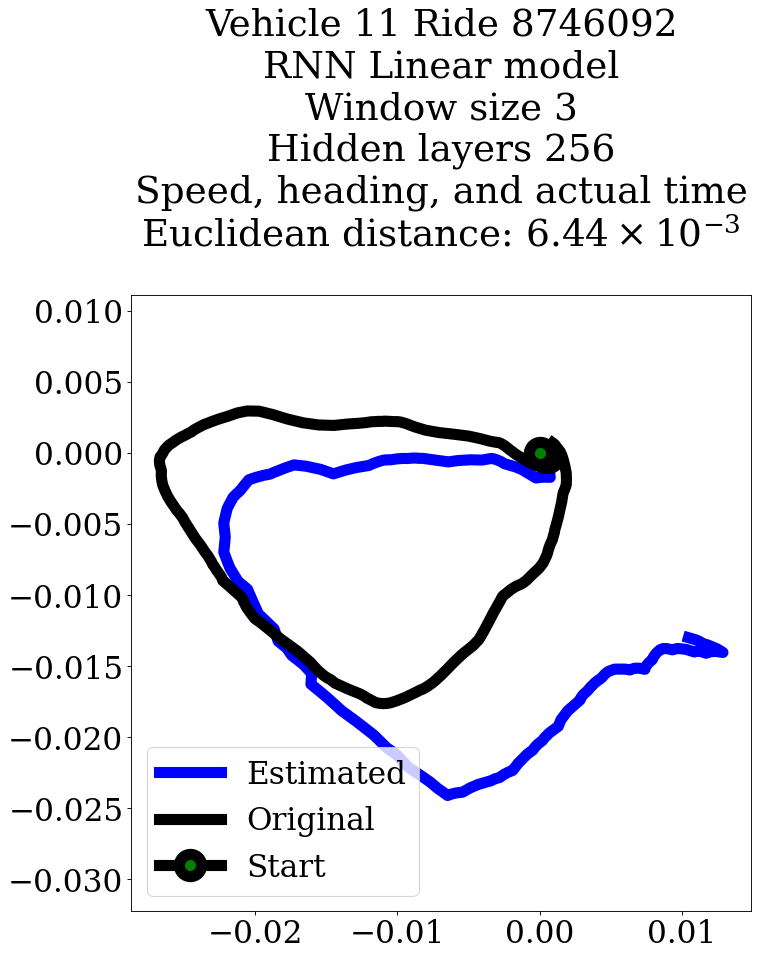 Vehicle 11 Ride 8746092
RNN Linear model
Window size 3
Hidden layers 256
Speed, heading, and actual time
Euclidean distance: 6.44 × 10⁻³
0.010
0.005
0.000
−0.005
−0.010
−0.015
−0.020
−0.025
−0.030
Estimated
Original
Start
−0.02 −0.01 0.00 0.01